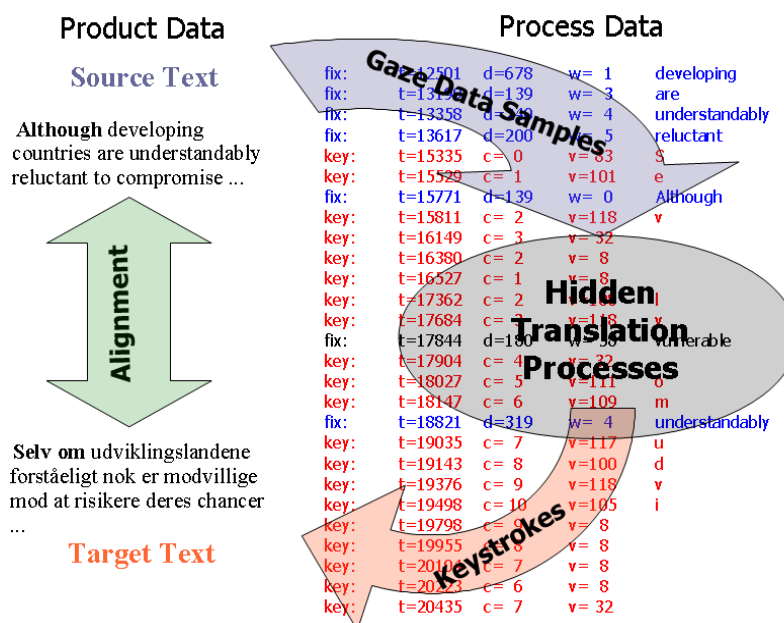 Product Data
Process Data
Source Text
Although developing
countries are understandably
reluctant to compromise ...
Alignment
Selv om udviklingslandene
forståeligt nok er modvillige
mod at risikere deres chancer
...
Target Text
Gaze Data Samples
Hidden
Translation
Processes
Keystrokes
fix: t=12501 d=678 w= 1 developing
fix: d=139 w= 3 are
fix: t=13358 w= 4 understandably
fix: t=13617 d=200 w= 5 reluctant
key: t=15335 c= 0 v=83 S
key: t=15529 c= 1 v=101 e
fix: t=15771 d=139 w= 0 Although
key: t=15811 c= 2 v=118 v
key: t=16149 c= 3 v=32
key: t=16380 c= 2 v= 8
key: t=16527 c= 1 v= 8
key: t=17362 c= 2 l
key: t=17684 v=118 v
fix: t=17844 d=180 vulnerable
key: t=17904 c= 4 v=32
key: t=18027 c= 5 v=111 o
key: t=18147 c= 6 v=109 m
fix: t=18821 d=319 w= 4 understandably
key: t=19035 c= 7 v=117 u
key: t=19143 c= 8 v=100 d
key: t=19376 c= 9 v=118 v
key: t=19498 c= 10 v=105 i
key: t=19798 c= 9 v= 8
key: t=19955 c= 8 v= 8
key: c= 7 v= 8
key: t=20223 c= 6 v= 8
key: t=20435 c= 7 v=32